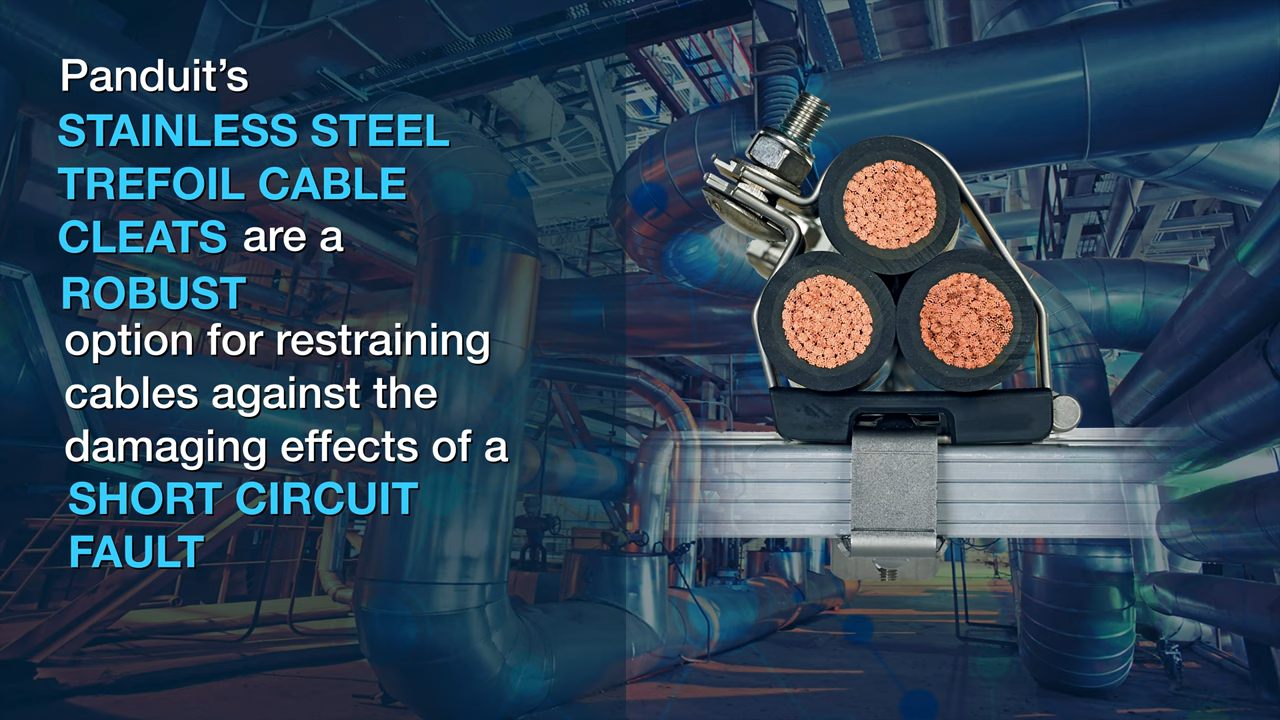 Panduit’s
STAINLESS STEEL
TREFOIL CABLE
CLEATS are a
ROBUST
option for restraining
cables against the
damaging effects of a
SHORT CIRCUIT
FAULT